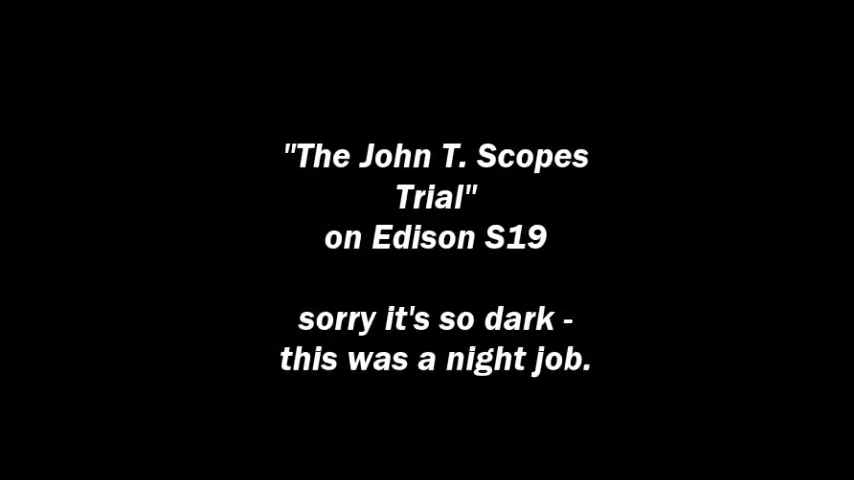 "The John T. Scopes
Trial"
on Edison S19
sorry it's so dark -
this was a night job.